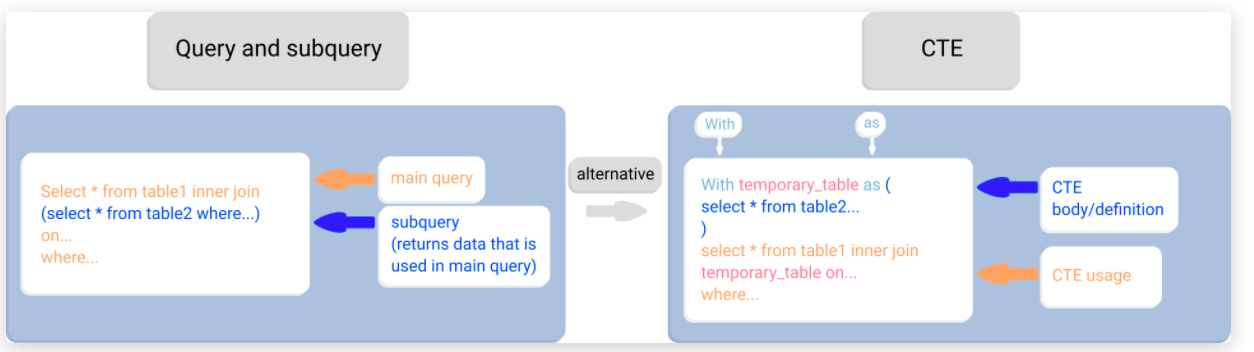 Query and subquery
CTE
Select * from table1 inner join
(select * from table2 where...)
on...
where...
main query
subquery
(returns data that is
used in main query)
alternative
With
as
With temporary_table as (
select * from table2...
)
select * from table1 inner join
temporary_table on...
where...
CTE
body/definition
CTE usage